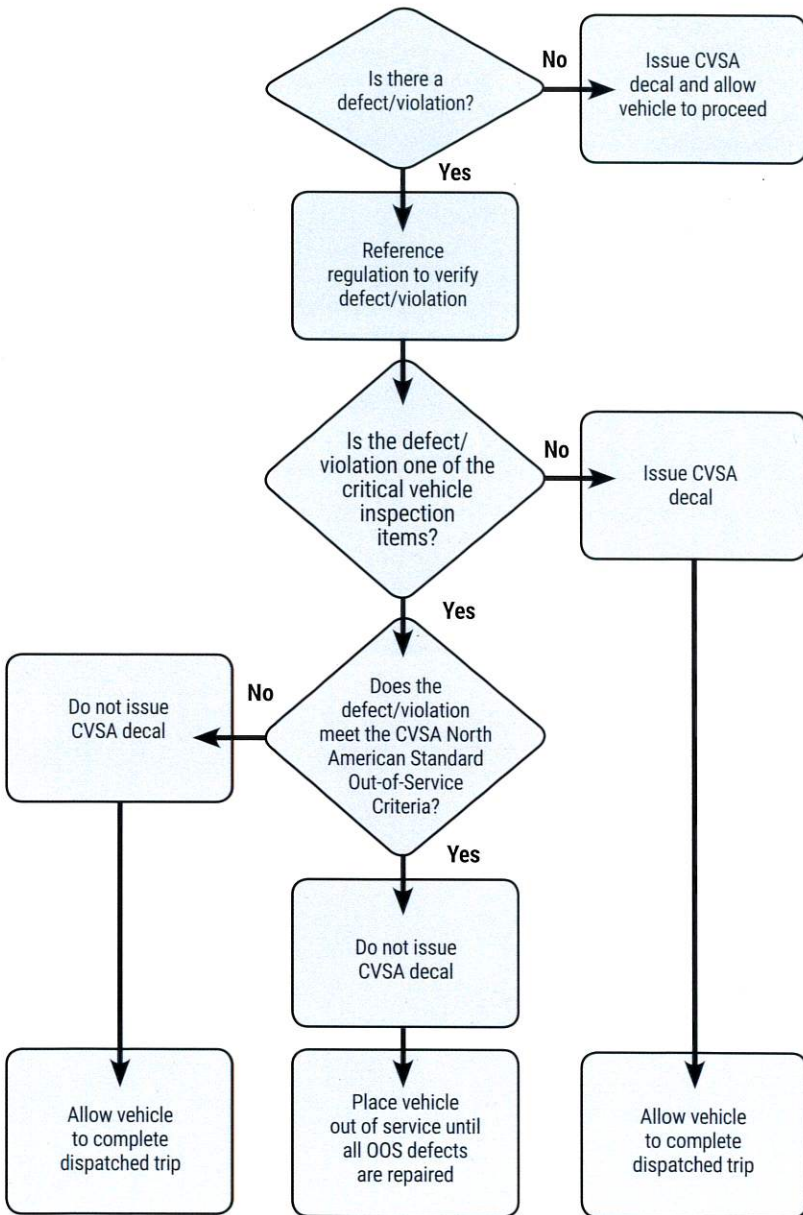 Is there a
defect/violation?
No
Issue CVSA
decal and allow
vehicle to proceed
Yes
Reference
regulation to verify
defect/violation
Is the defect/
violation one of the
critical vehicle
inspection
items?
No
Issue CVSA
decal
Yes
Does the
defect/violation
meet the CVSA North
American Standard
Out-of-Service
Criteria?
No
Do not issue
CVSA decal
Yes
Do not issue
CVSA decal
Allow vehicle
to complete
dispatched trip
Place vehicle
out of service until
all OOS defects
are repaired
Allow vehicle
to complete
dispatched trip